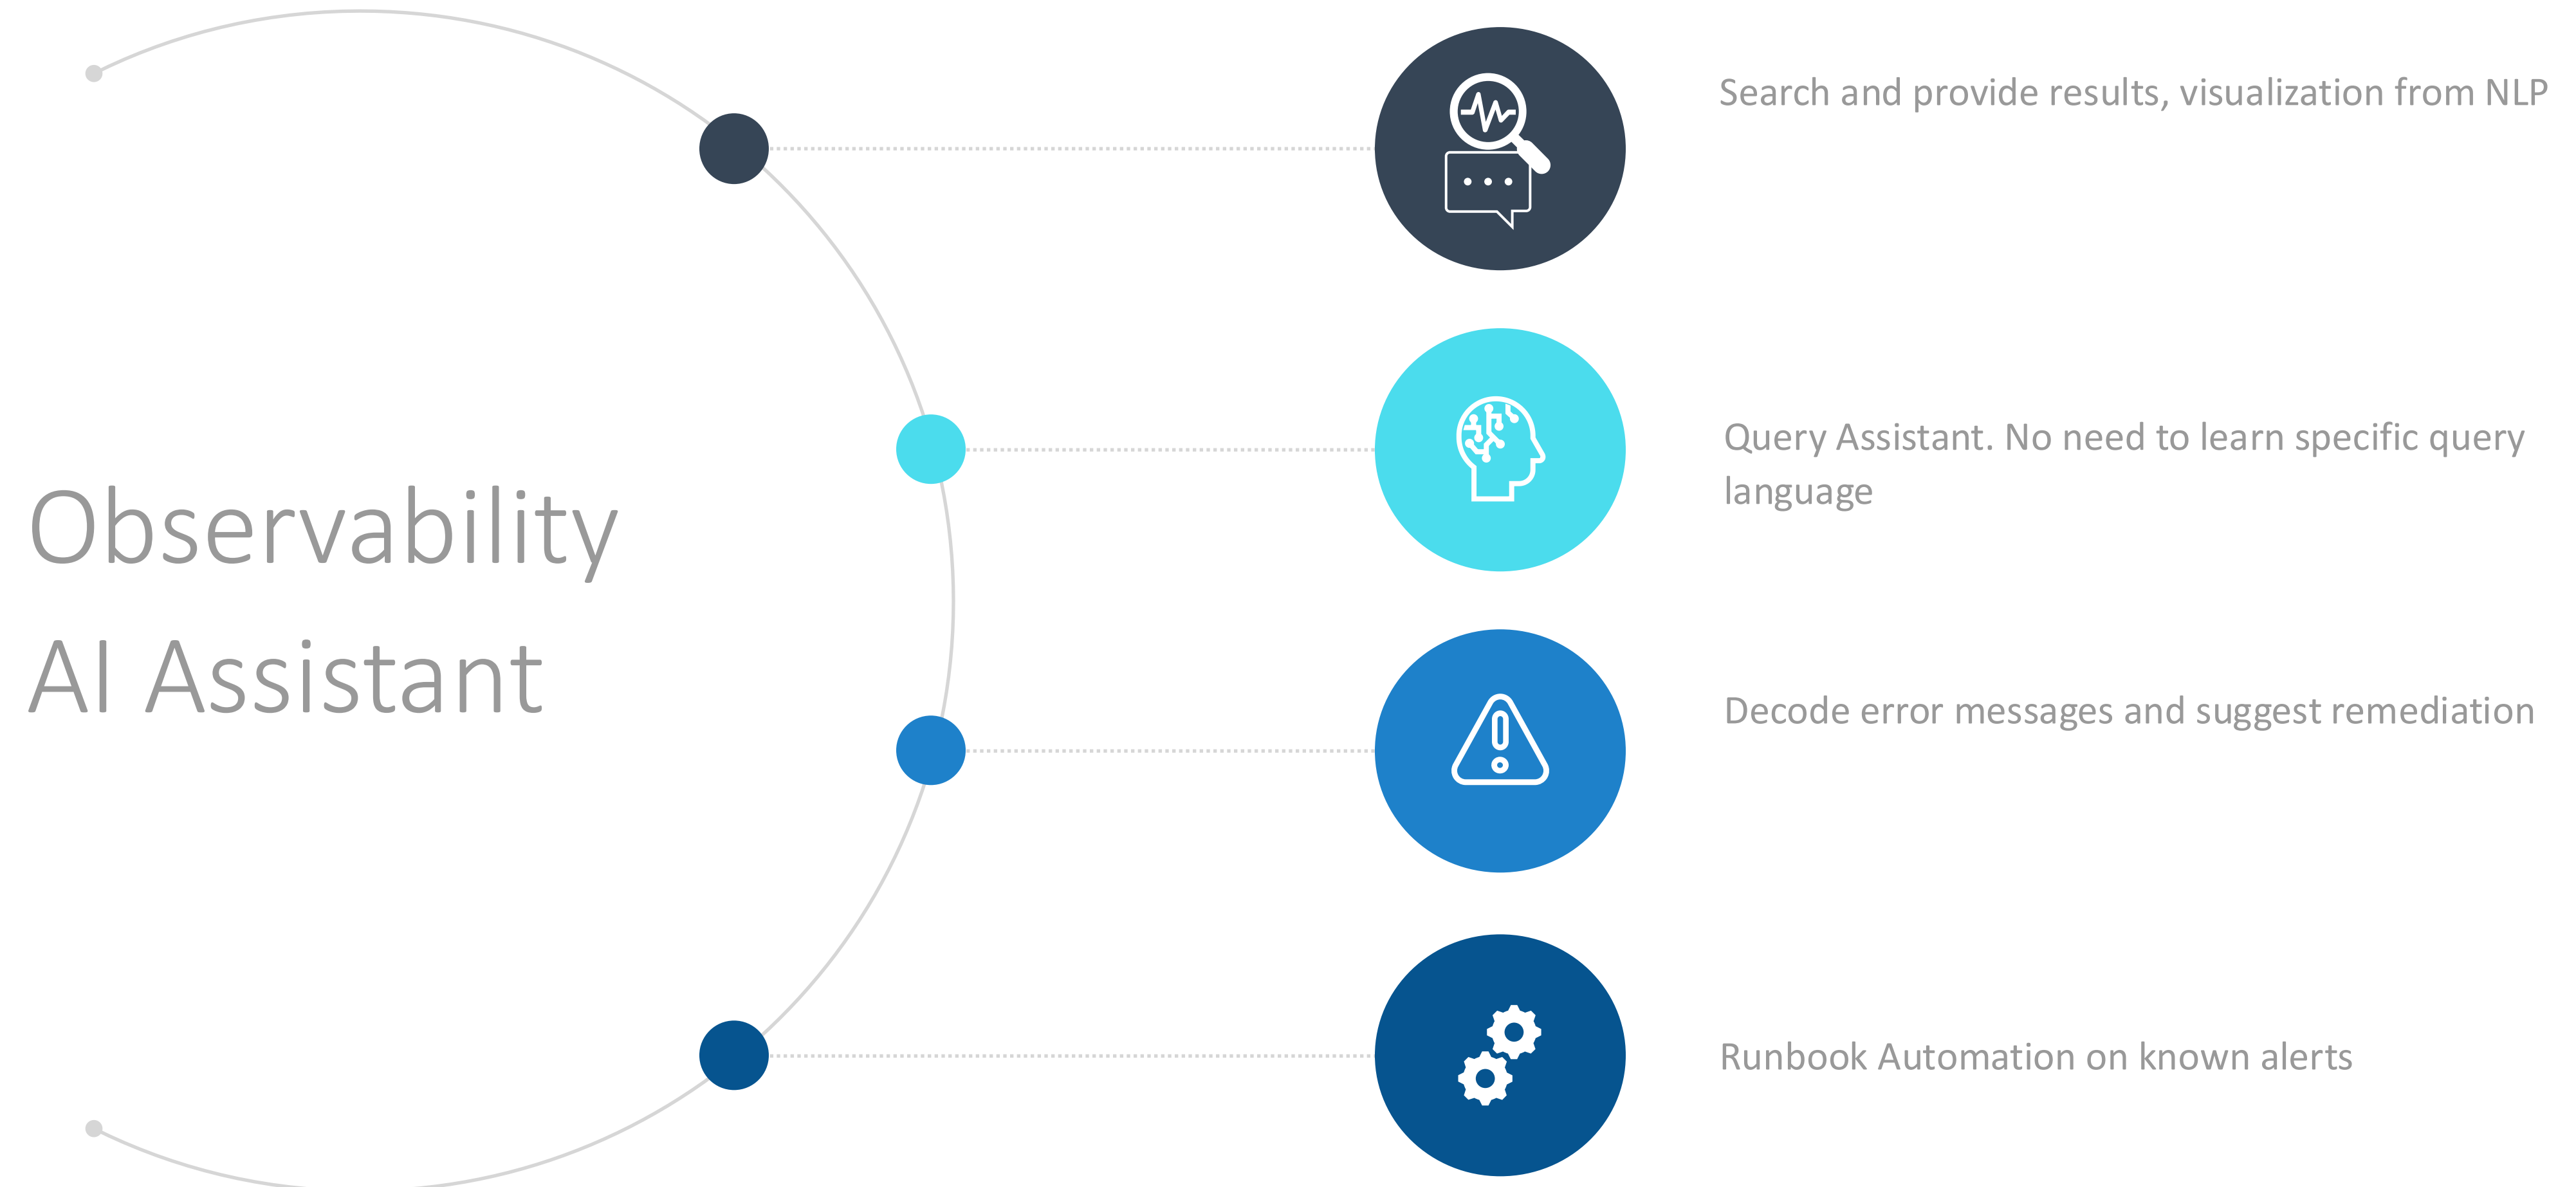 Observability
AI Assistant
Search and provide results, visualization from NLP
Query Assistant. No need to learn specific query
language
Decode error messages and suggest remediation
Runbook Automation on known alerts